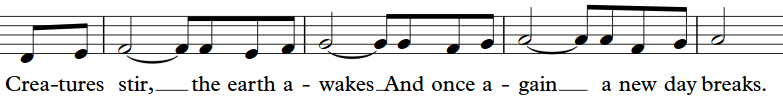 Crea-tures stir, the earth a - wakes And once a - gain a new day breaks.